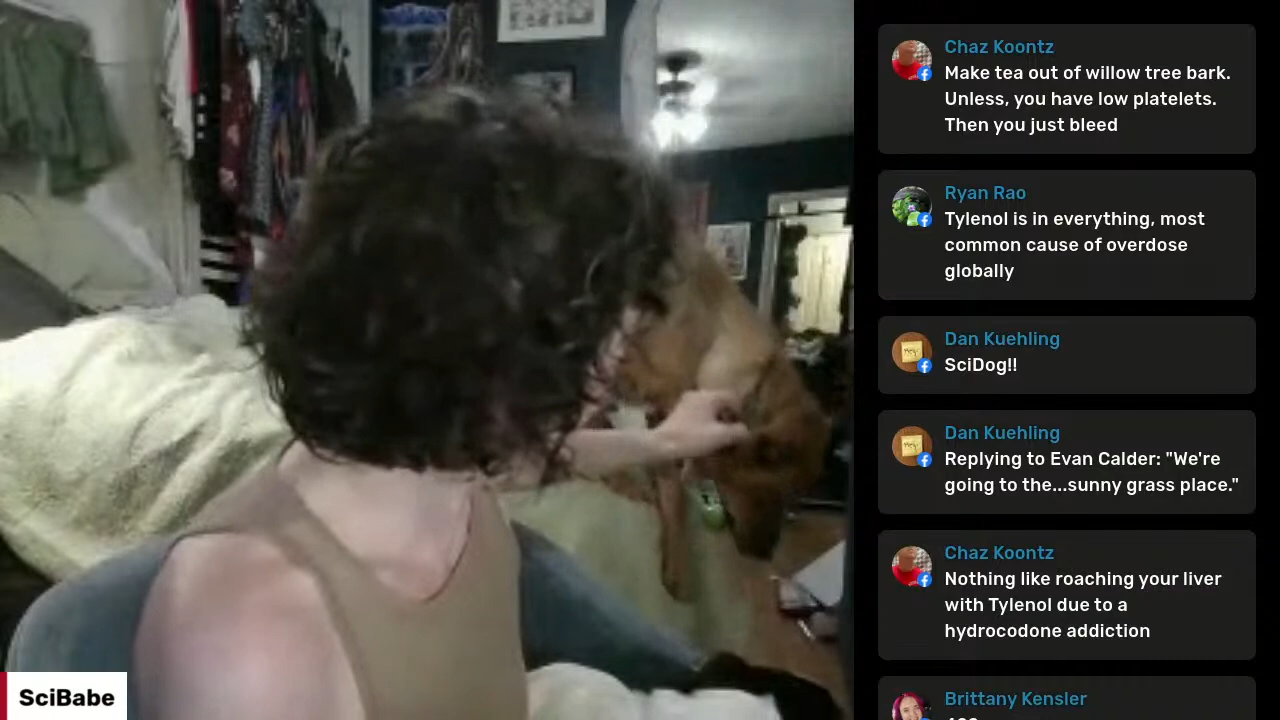 Chaz Koontz
Make tea out of willow tree bark.
Unless, you have low platelets.
Then you just bleed
Ryan Rao
Tylenol is in everything, most
common cause of overdose
globally
Dan Kuehling
SciDog!!
Dan Kuehling
Replying to Evan Calder: "We're
going to the...sunny grass place."
Chaz Koontz
Nothing like roaching your liver
with Tylenol due to a
hydrocodone addiction
Brittany Kensler
SciBabe